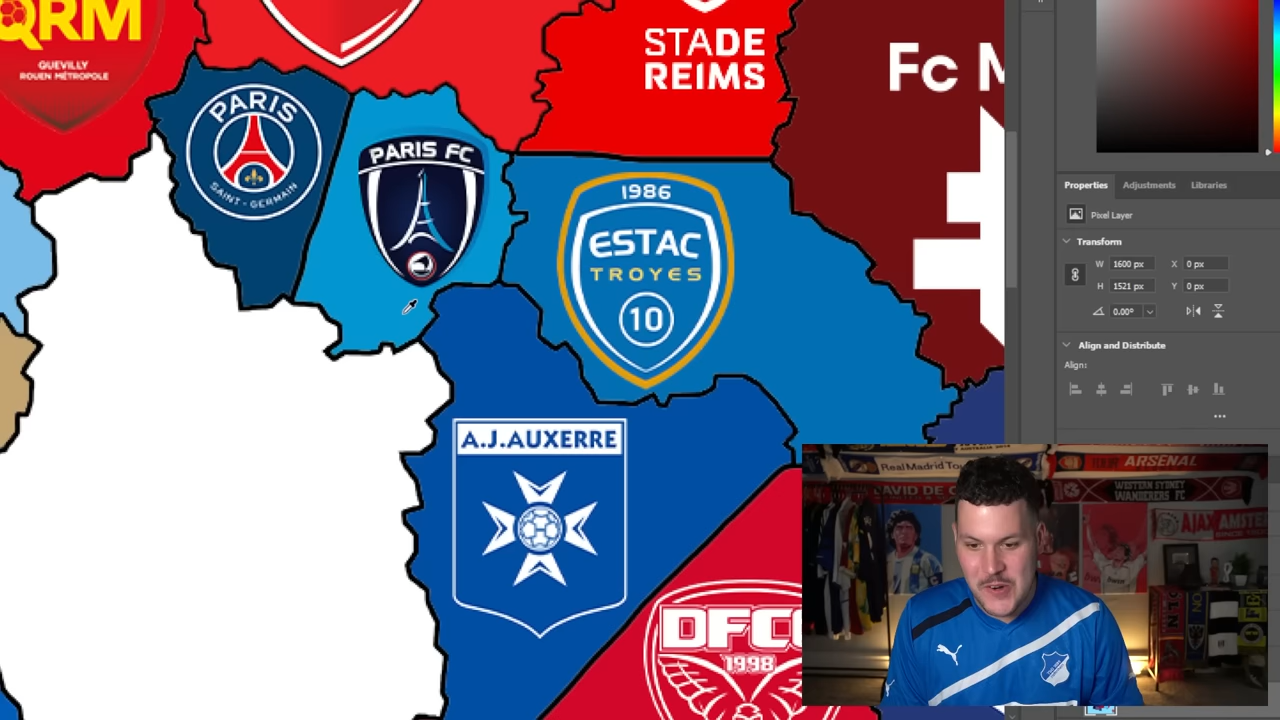 QRM
QUEVILLY
ROUEN MÉTROPOLE
PARIS
SAINT - GERMAIN
PARIS FC
STADE
REIMS
Fc M
1986
ESTAC
TROYES
10
A.J.AUXERRE
DFCO
1998
Properties
Adjustments
Libraries
Pixel Layer
Transform
W
1600 px
X
0 px
H
1521 px
Y
0 px
0.00°
Align and Distribute
Align:
Real Madrid
ARSENAL
WESTERN SYDNEY
WANDERERS FC
AJAX AMSTE